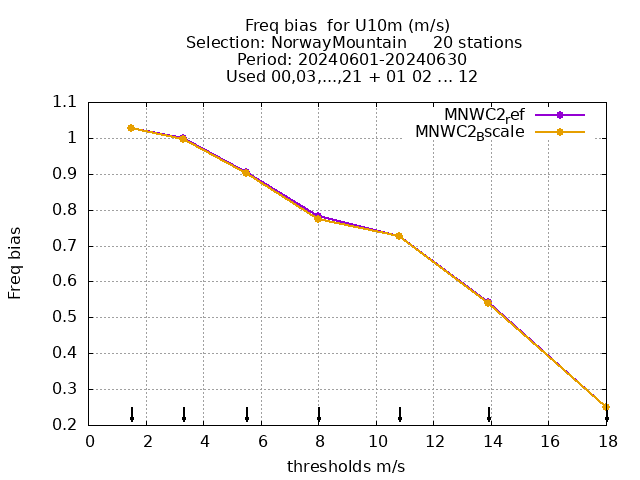 Freq bias  for U10m (m/s)
Selection: NorwayMountain     20 stations
Period: 20240601-20240630
Used 00,03,...,21 + 01 02 ... 12
MNWC2ref
MNWC2Bscale
1.1
1
0.9
0.8
0.7
0.6
0.5
0.4
0.3
0.2
Freq bias
0 2 4 6 8 10 12 14 16 18
thresholds m/s